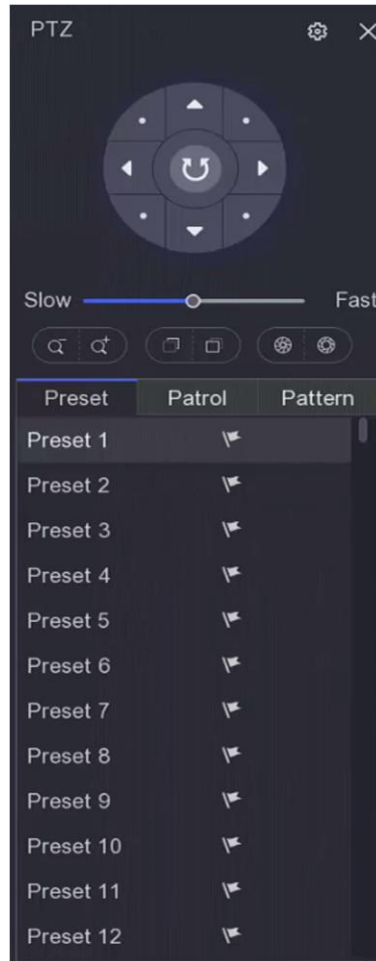 PTZ
Slow Fast
Preset Patrol Pattern
Preset 1
Preset 2
Preset 3
Preset 4
Preset 5
Preset 6
Preset 7
Preset 8
Preset 9
Preset 10
Preset 11
Preset 12